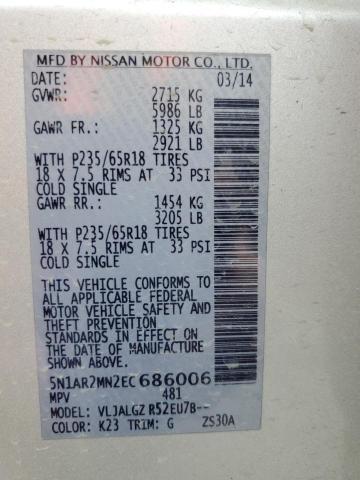 MFD BY NISSAN MOTOR CO., LTD.
DATE: 03/14
GVWR: 2715 KG
5986 LB
GAWR FR.: 1325 KG
2921 LB
WITH P235/65R18 TIRES
18 X 7.5 RIMS AT 33 PSI
COLD SINGLE
GAWR RR.: 1454 KG
3205 LB
WITH P235/65R18 TIRES
18 X 7.5 RIMS AT 33 PSI
COLD SINGLE
THIS VEHICLE CONFORMS TO
ALL APPLICABLE FEDERAL
MOTOR VEHICLE SAFETY AND
THEFT PREVENTION
STANDARDS IN EFFECT ON
THE DATE OF MANUFACTURE
SHOWN ABOVE.
5N1AR2MN2EC686006
MPV 481
MODEL: VLJALGZ R52EU7B--
COLOR: K23 TRIM: G ZS30A